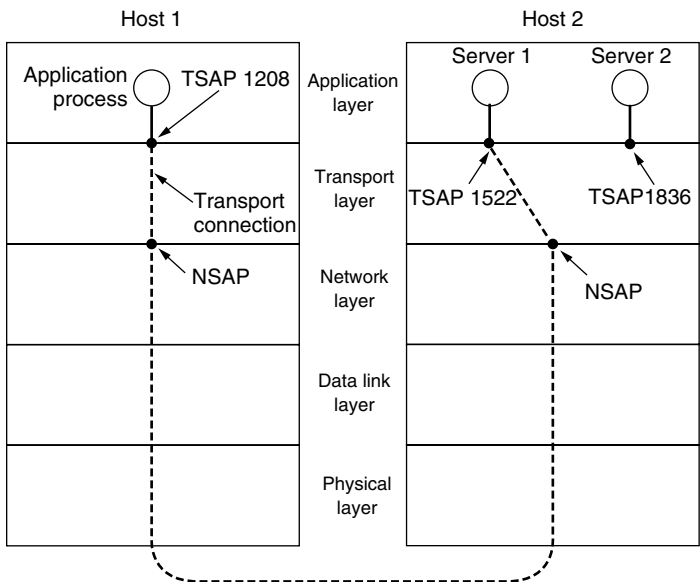 Host 1
Host 2
Application
process
TSAP 1208
Application
layer
Server 1
Server 2
Transport
connection
Transport
layer
TSAP 1522
TSAP1836
NSAP
Network
layer
NSAP
Data link
layer
Physical
layer